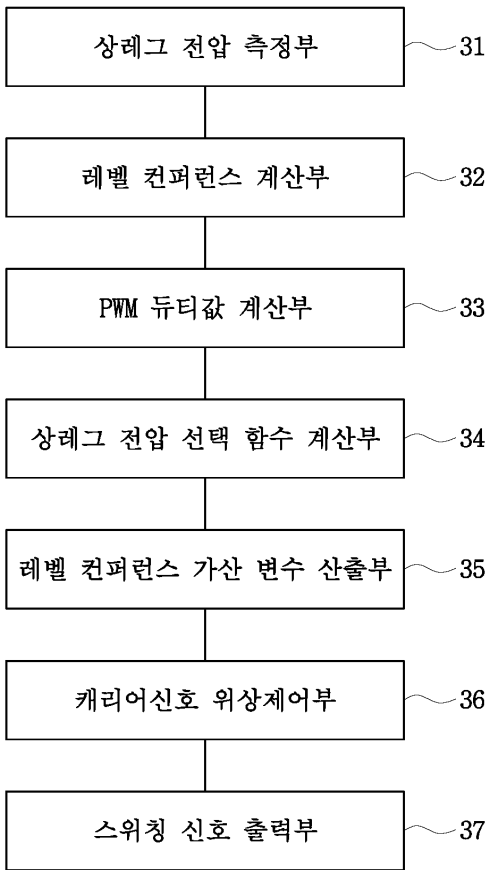 상레그 전압 측정부 31
레벨 컨퍼런스 계산부 32
PWM 듀티값 계산부 33
상레그 전압 선택 함수 계산부 34
레벨 컨퍼런스 가산 변수 산출부 35
캐리어신호 위상제어부 36
스위칭 신호 출력부 37